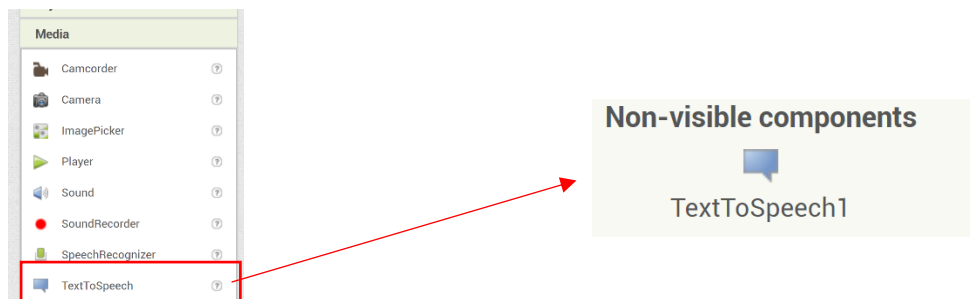 Media
Camcorder
Camera
ImagePicker
Player
Sound
SoundRecorder
SpeechRecognizer
TextToSpeech
Non-visible components
TextToSpeech1